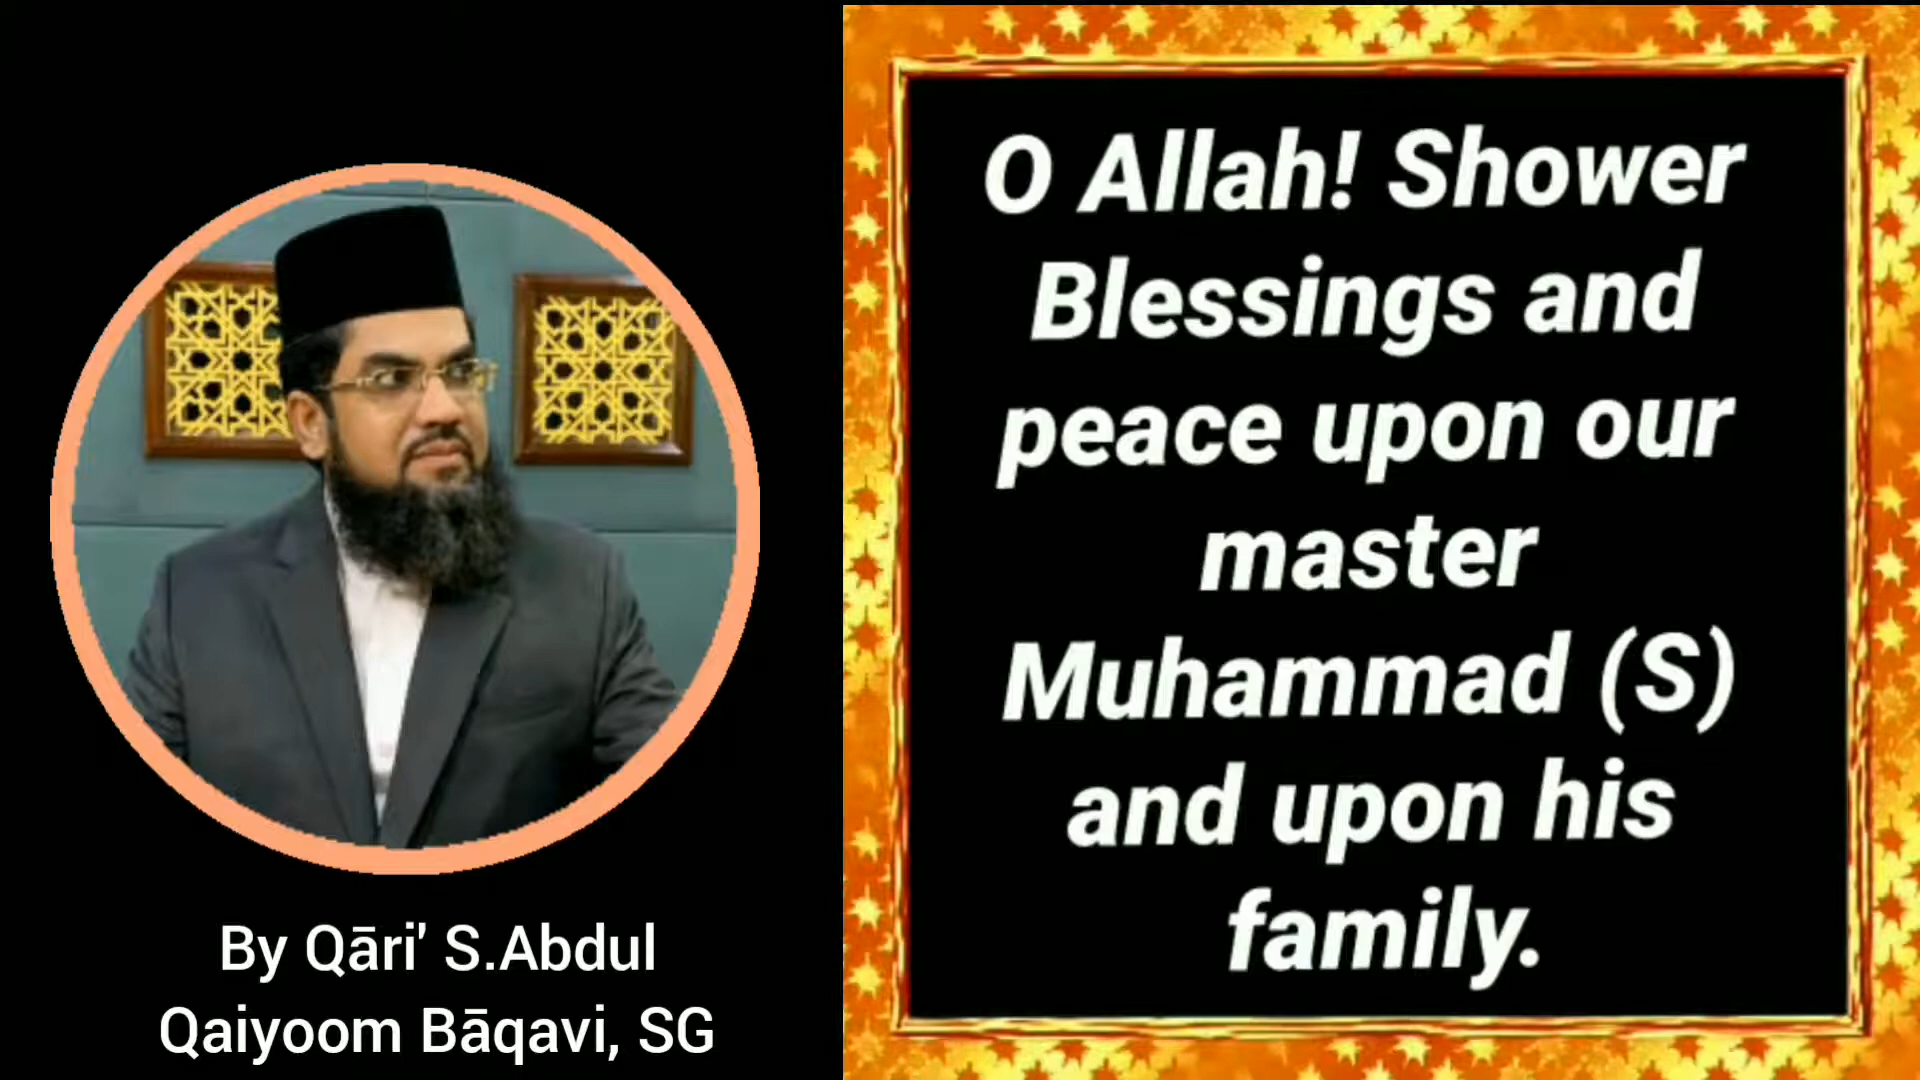 By Qāri' S.Abdul
Qaiyoom Bāqavi, SG
O Allah! Shower
Blessings and
peace upon our
master
Muhammad (S)
and upon his
family.